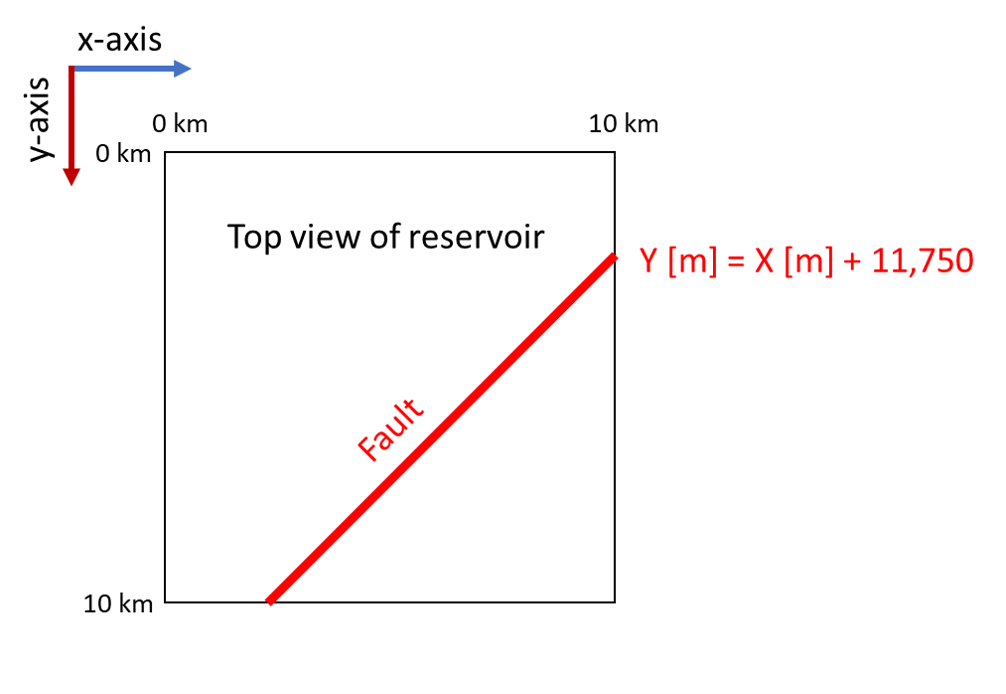 x-axis
y-axis
0 km
10 km
0 km
Top view of reservoir
Y [m] = X [m] + 11,750
Fault
10 km